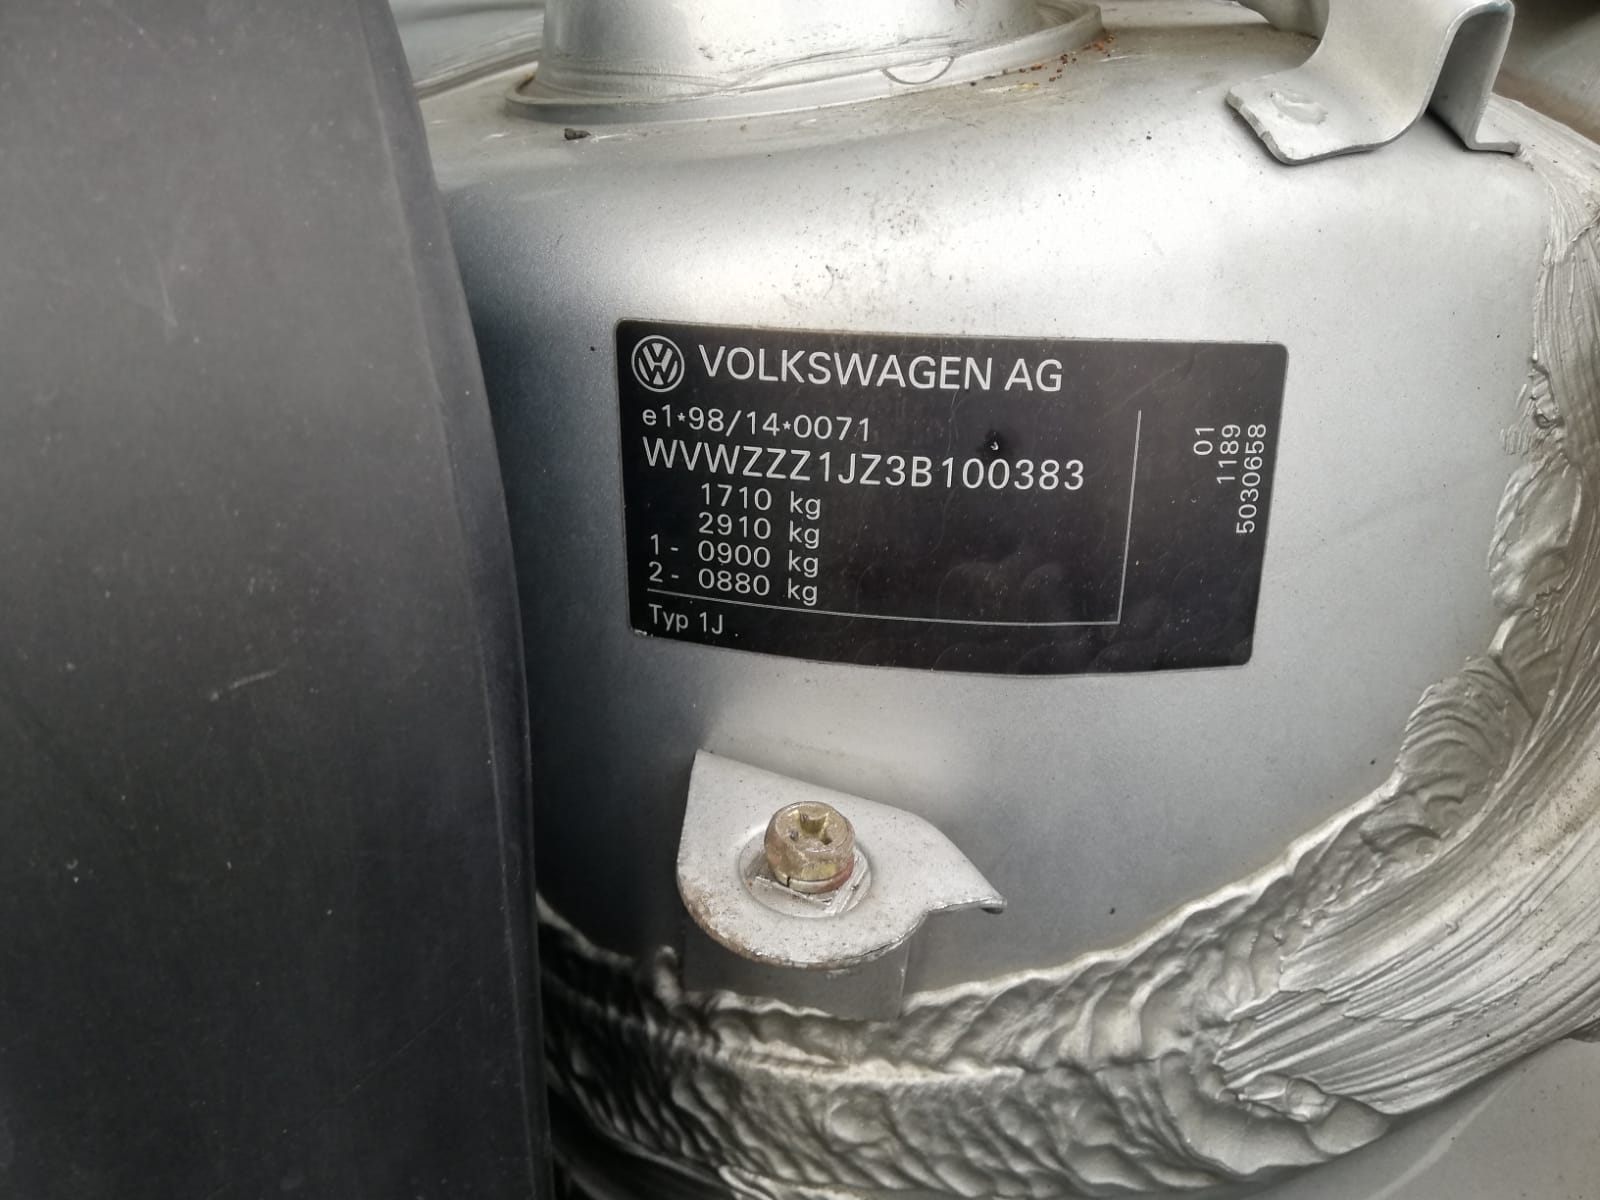 VOLKSWAGEN AG
e1*98/14*0071
WVWZZZ1JZ3B100383
1710 kg
2910 kg
1 - 0900 kg
2 - 0880 kg
Typ 1J
01
1189
5030658